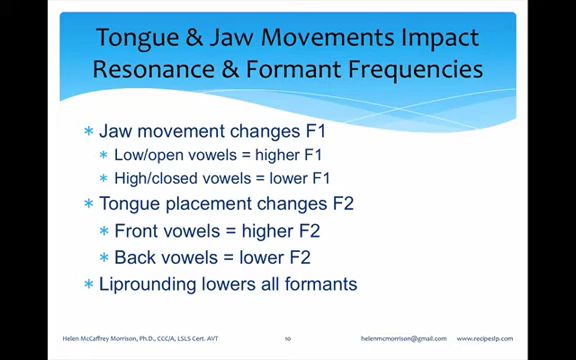 Tongue & Jaw Movements Impact
Resonance & Formant Frequencies
* Jaw movement changes F1
* Low/open vowels = higher F1
* High/closed vowels = lower F1
* Tongue placement changes F2
* Front vowels = higher F2
* Back vowels = lower F2
* Liprounding lowers all formants
Helen McCaffrey Morrison, Ph.D., CCC/A, LSLS Cert. AVT 10 helenmcmorrison@gmail.com www.recipeslp.com